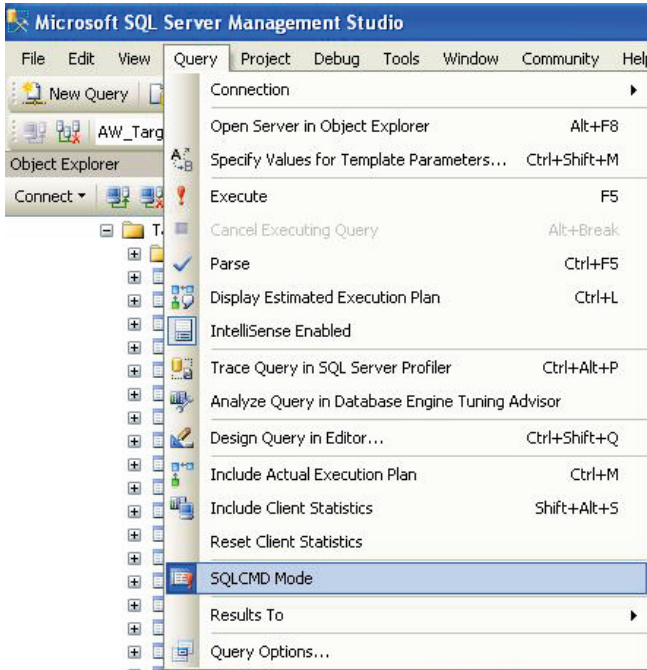 Microsoft SQL Server Management Studio
File Edit View Query Project Debug Tools Window Community Hel
New Query
AW_Targ
Object Explorer
Connect
T
Connection
Open Server in Object Explorer Alt+F8
Specify Values for Template Parameters... Ctrl+Shift+M
Execute F5
Cancel Executing Query Alt+Break
Parse Ctrl+F5
Display Estimated Execution Plan Ctrl+L
IntelliSense Enabled
Trace Query in SQL Server Profiler Ctrl+Alt+P
Analyze Query in Database Engine Tuning Advisor
Design Query in Editor... Ctrl+Shift+Q
Include Actual Execution Plan Ctrl+M
Include Client Statistics Shift+Alt+S
Reset Client Statistics
SQLCMD Mode
Results To
Query Options...